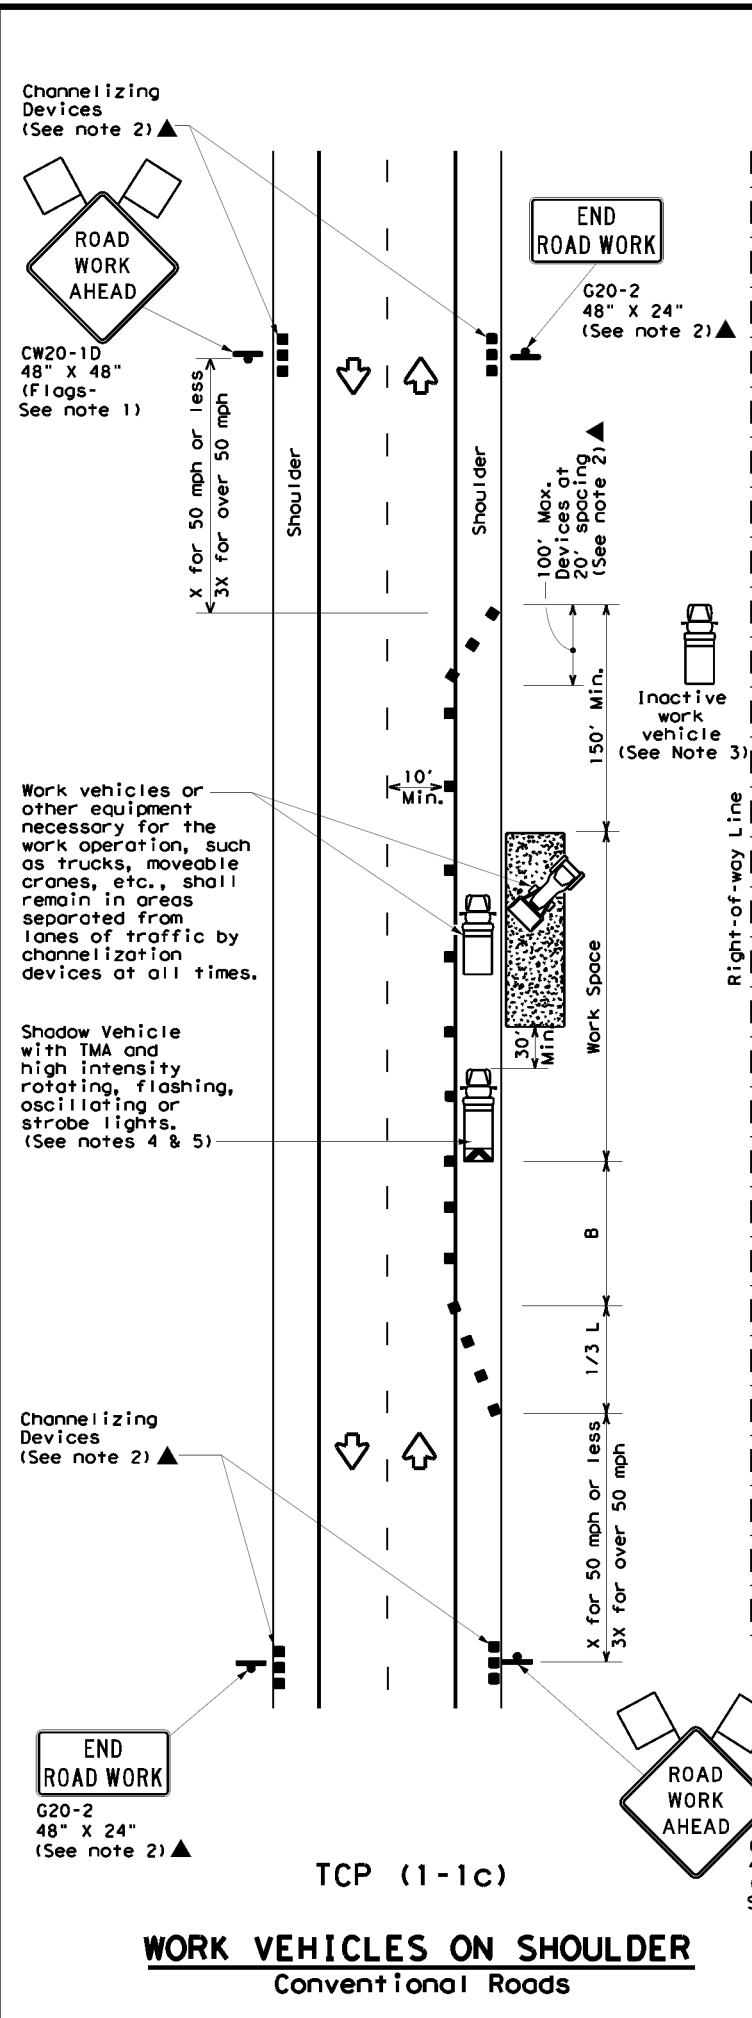 Channelizing
Devices
(See note 2)▲
ROAD
WORK
AHEAD
CW20-1D
48" X 48"
(Flags-
See note 1)
END
ROAD WORK
G20-2
48" X 24"
(See note 2)▲
X for 50 mph or less
3X for over 50 mph
Shoulder
Shoulder
100' Max.
Devices at
20' spacing
(See note 2)▲
150' Min.
Inactive
work
vehicle
(See Note 3)
Right-of-way Line
10'
Min.
Work vehicles or
other equipment
necessary for the
work operation, such
as trucks, moveable
cranes, etc., shall
remain in areas
separated from
lanes of traffic by
channelization
devices at all times.
Work Space
30'
Min.
Shadow Vehicle
with TMA and
high intensity
rotating, flashing,
oscillating or
strobe lights.
(See notes 4 & 5)
B
1/3 L
Channelizing
Devices
(See note 2)▲
X for 50 mph or less
3X for over 50 mph
END
ROAD WORK
G20-2
48" X 24"
(See note 2)▲
ROAD
WORK
AHEAD
TCP (1-1c)
WORK VEHICLES ON SHOULDER
Conventional Roads